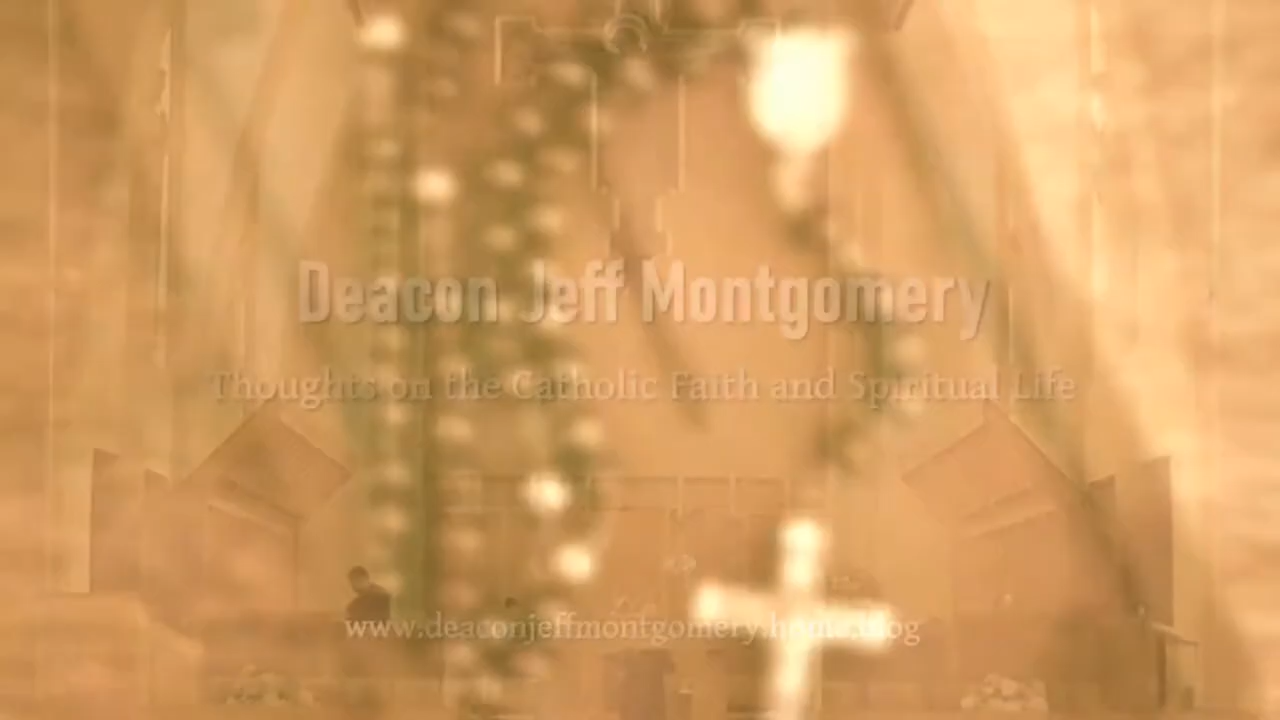 Deacon Jeff Montgomery
Thoughts on the Catholic Faith and Spiritual Life